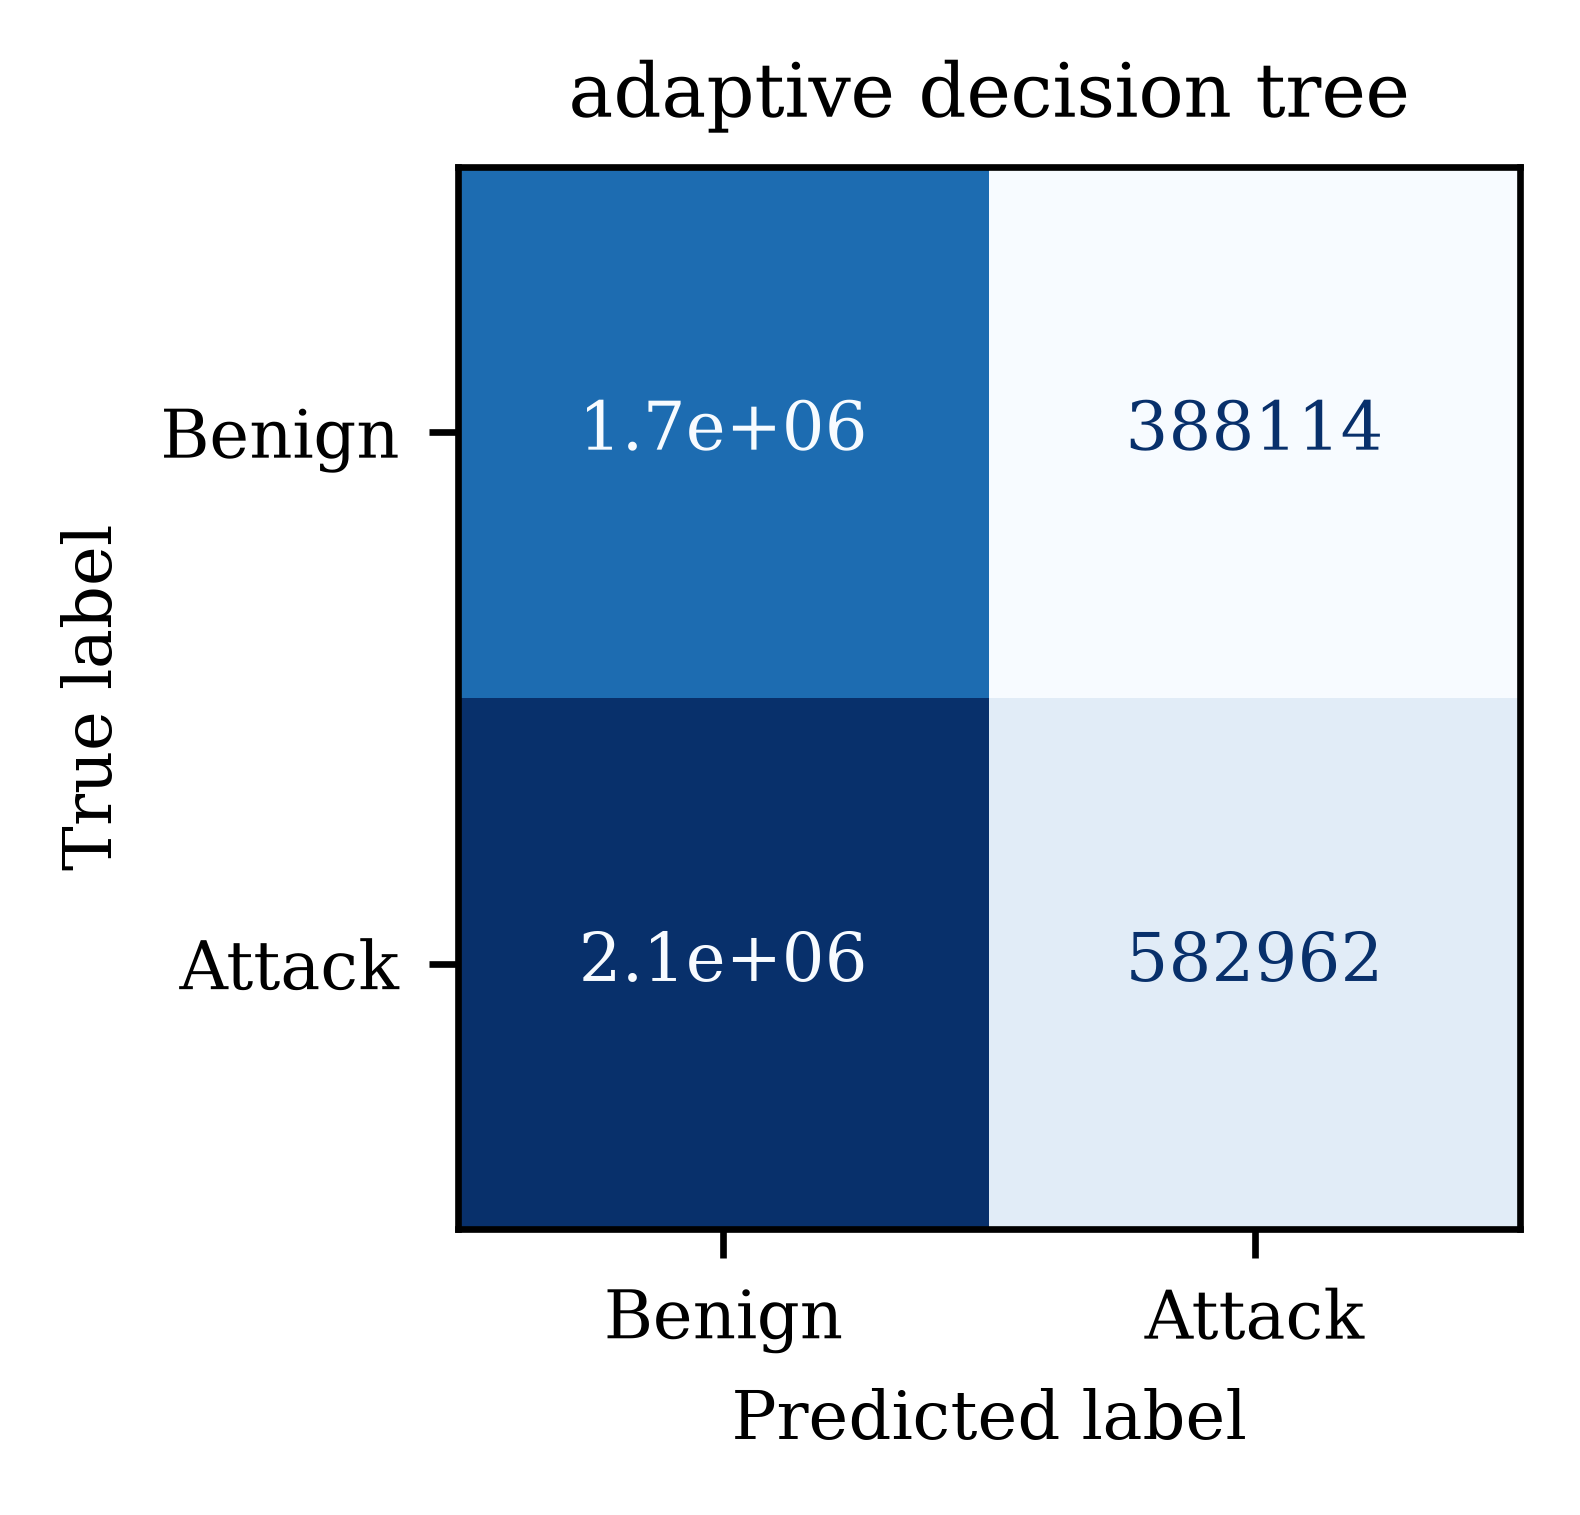 adaptive decision tree
Benign
1.7e+06
388114
True label
Attack
2.1e+06
582962
Benign
Attack
Predicted label